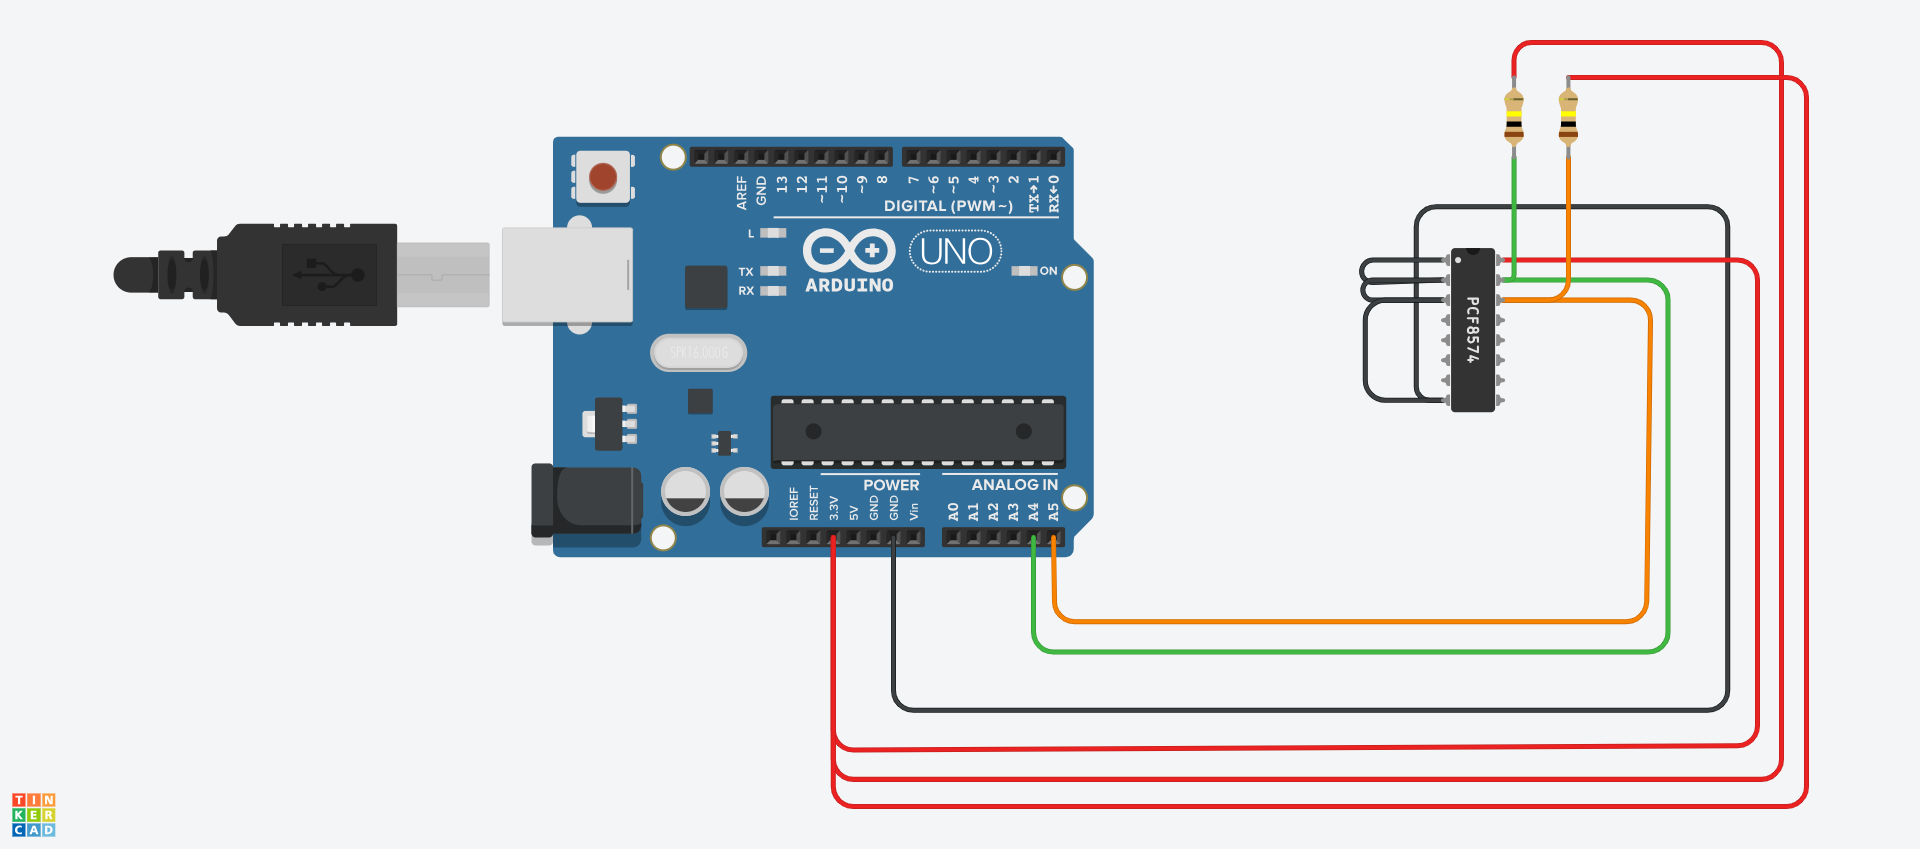 AREF
GND
13
12
~11
~10
~9
8
7
~6
~5
4
~3
2
TX→1
RX←0
DIGITAL (PWM~)
L
TX
RX
UNO
ON
ARDUINO
SPK16.000G
PCF8574
POWER
ANALOG IN
IOREF
RESET
3.3V
5V
GND
GND
Vin
A0
A1
A2
A3
A4
A5
TIN
KER
CAD